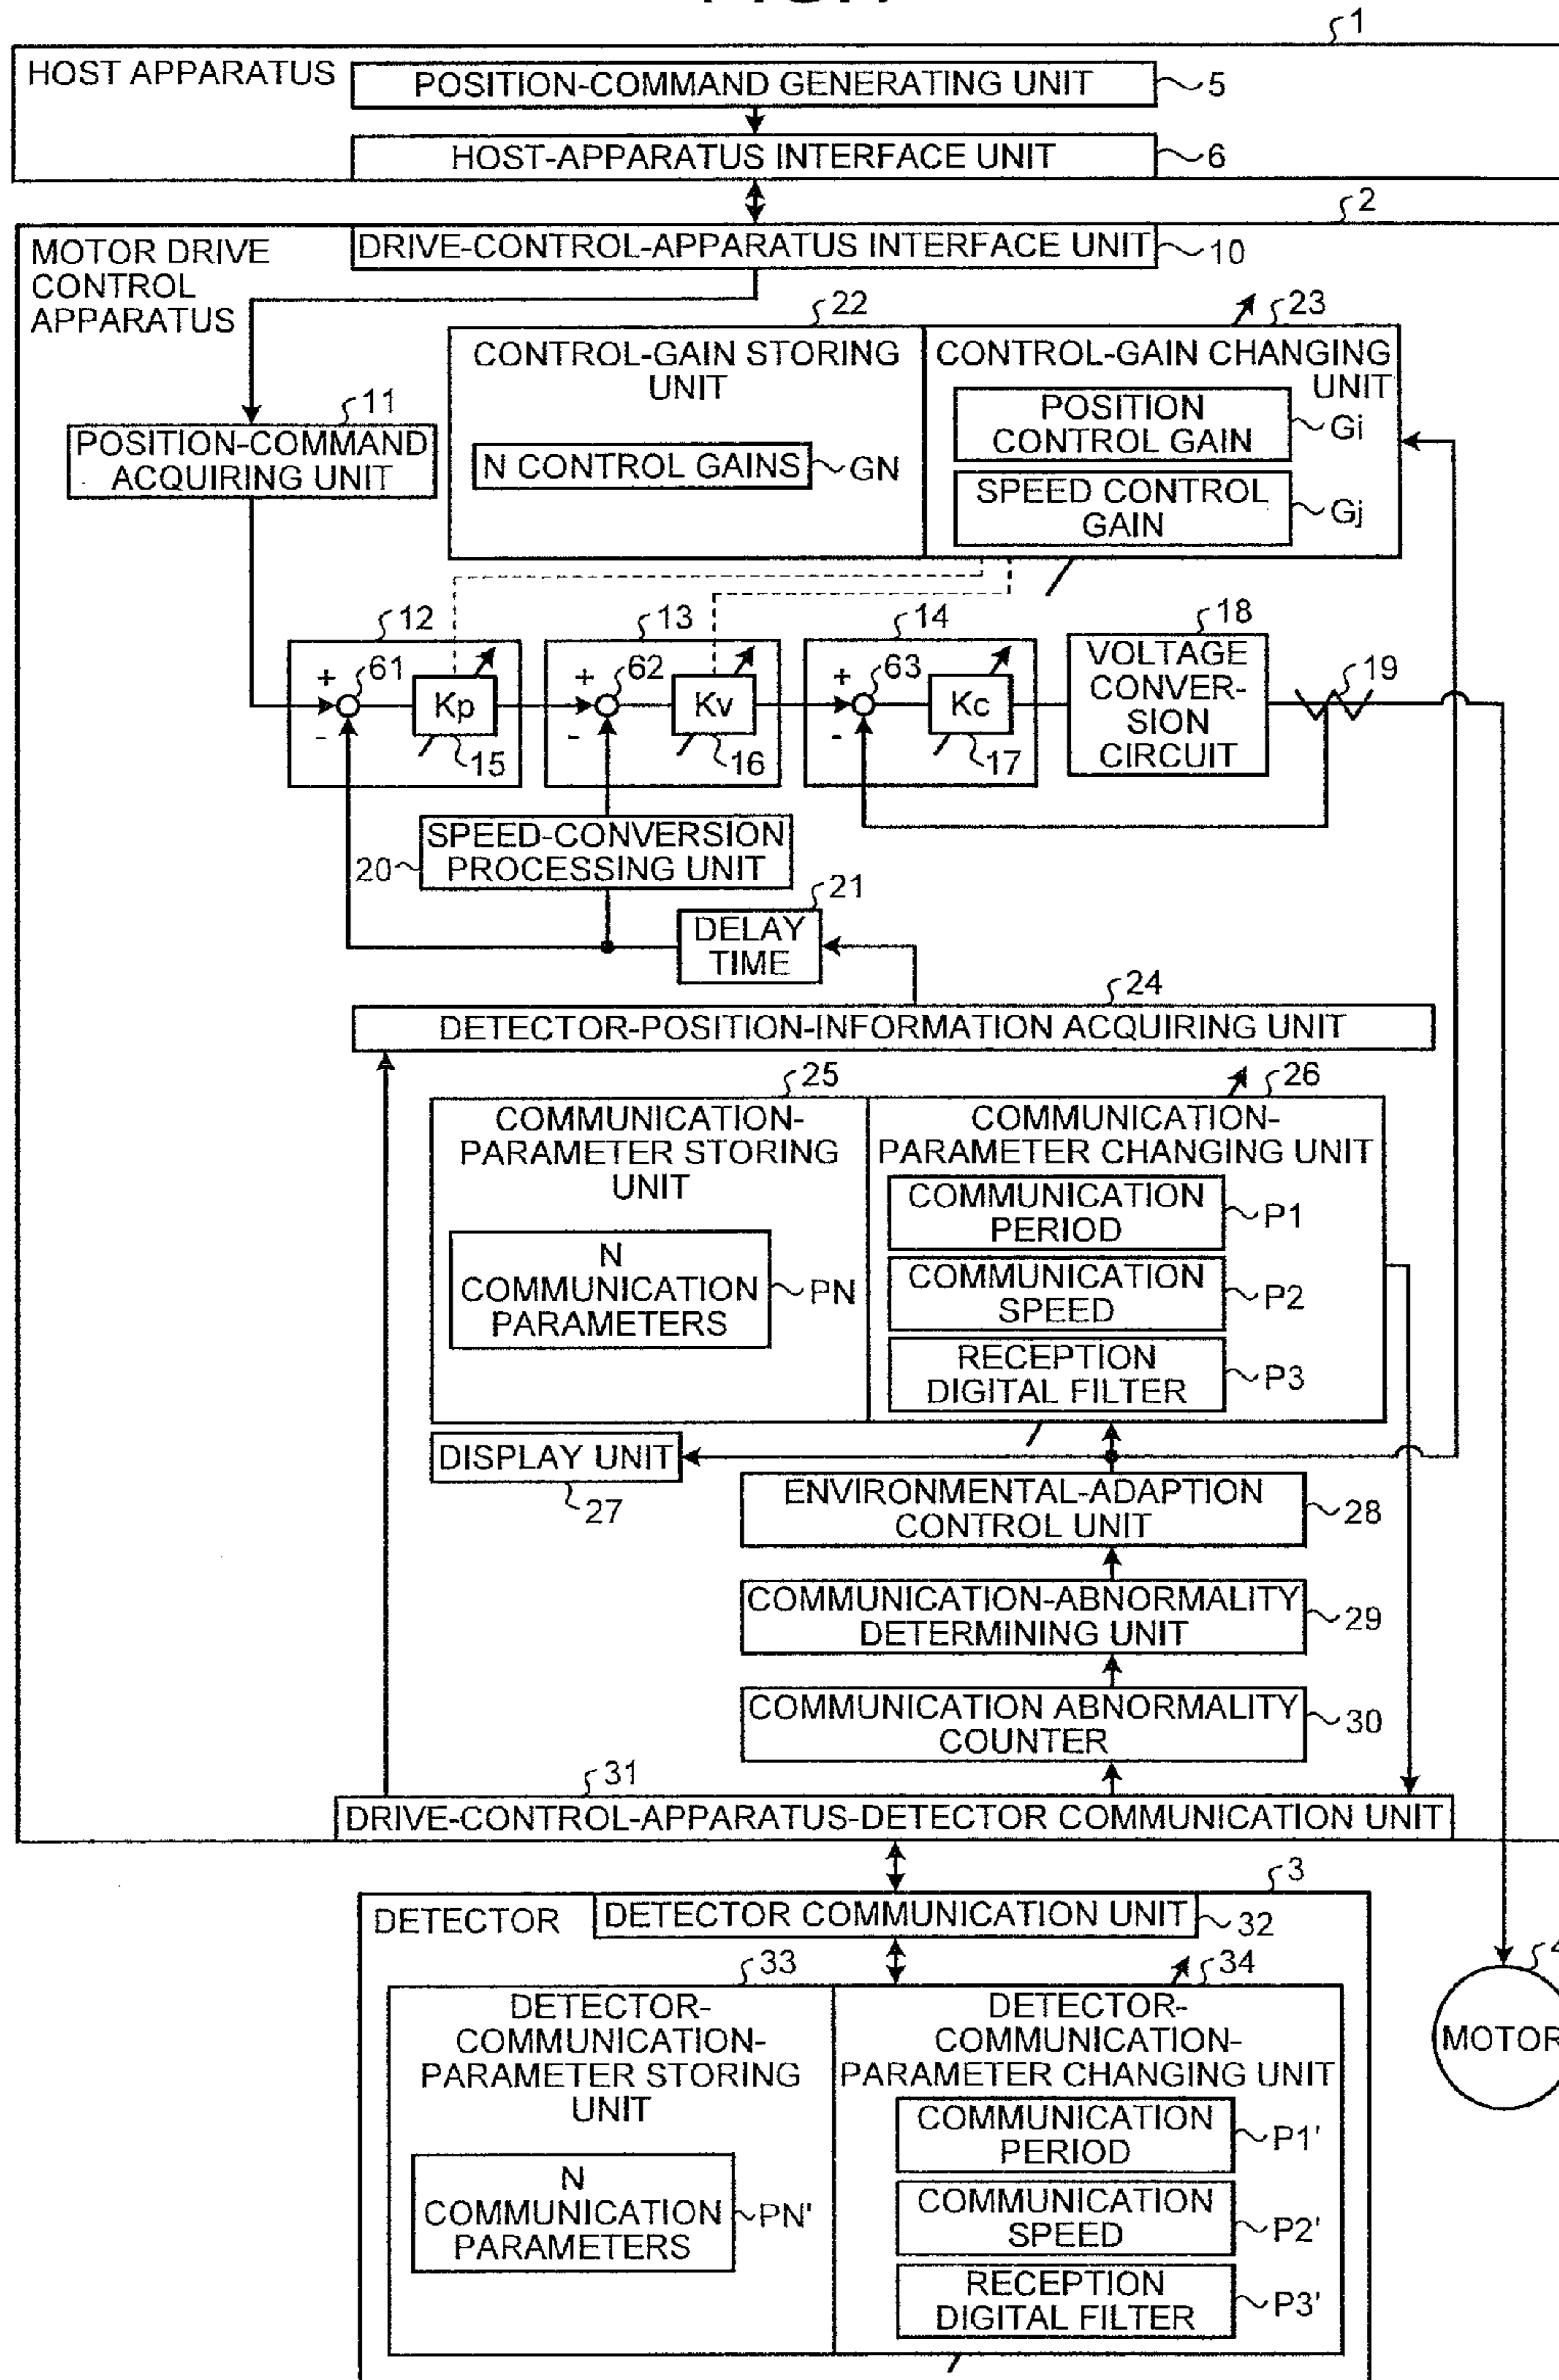 1
HOST APPARATUS
POSITION-COMMAND GENERATING UNIT
5
HOST-APPARATUS INTERFACE UNIT
6
2
MOTOR DRIVE
CONTROL
APPARATUS
DRIVE-CONTROL-APPARATUS INTERFACE UNIT
10
22
23
CONTROL-GAIN STORING
UNIT
N CONTROL GAINS
GN
CONTROL-GAIN CHANGING
UNIT
POSITION
CONTROL GAIN
Gi
SPEED CONTROL
GAIN
Gj
11
POSITION-COMMAND
ACQUIRING UNIT
12
13
14
18
+
61
-
Kp
15
+
62
-
Kv
16
+
63
-
Kc
17
VOLTAGE
CONVER-
SION
CIRCUIT
19
SPEED-CONVERSION
PROCESSING UNIT
20
21
DELAY
TIME
24
DETECTOR-POSITION-INFORMATION ACQUIRING UNIT
25
26
COMMUNICATION-
PARAMETER STORING
UNIT
N
COMMUNICATION
PARAMETERS
PN
COMMUNICATION-
PARAMETER CHANGING UNIT
COMMUNICATION
PERIOD
P1
COMMUNICATION
SPEED
P2
RECEPTION
DIGITAL FILTER
P3
DISPLAY UNIT
27
ENVIRONMENTAL-ADAPTION
CONTROL UNIT
28
COMMUNICATION-ABNORMALITY
DETERMINING UNIT
29
COMMUNICATION ABNORMALITY
COUNTER
30
31
DRIVE-CONTROL-APPARATUS-DETECTOR COMMUNICATION UNIT
3
DETECTOR
DETECTOR COMMUNICATION UNIT
32
33
34
DETECTOR-
COMMUNICATION-
PARAMETER STORING
UNIT
N
COMMUNICATION
PARAMETERS
PN'
DETECTOR-
COMMUNICATION-
PARAMETER CHANGING UNIT
COMMUNICATION
PERIOD
P1'
COMMUNICATION
SPEED
P2'
RECEPTION
DIGITAL FILTER
P3'
4
MOTOR